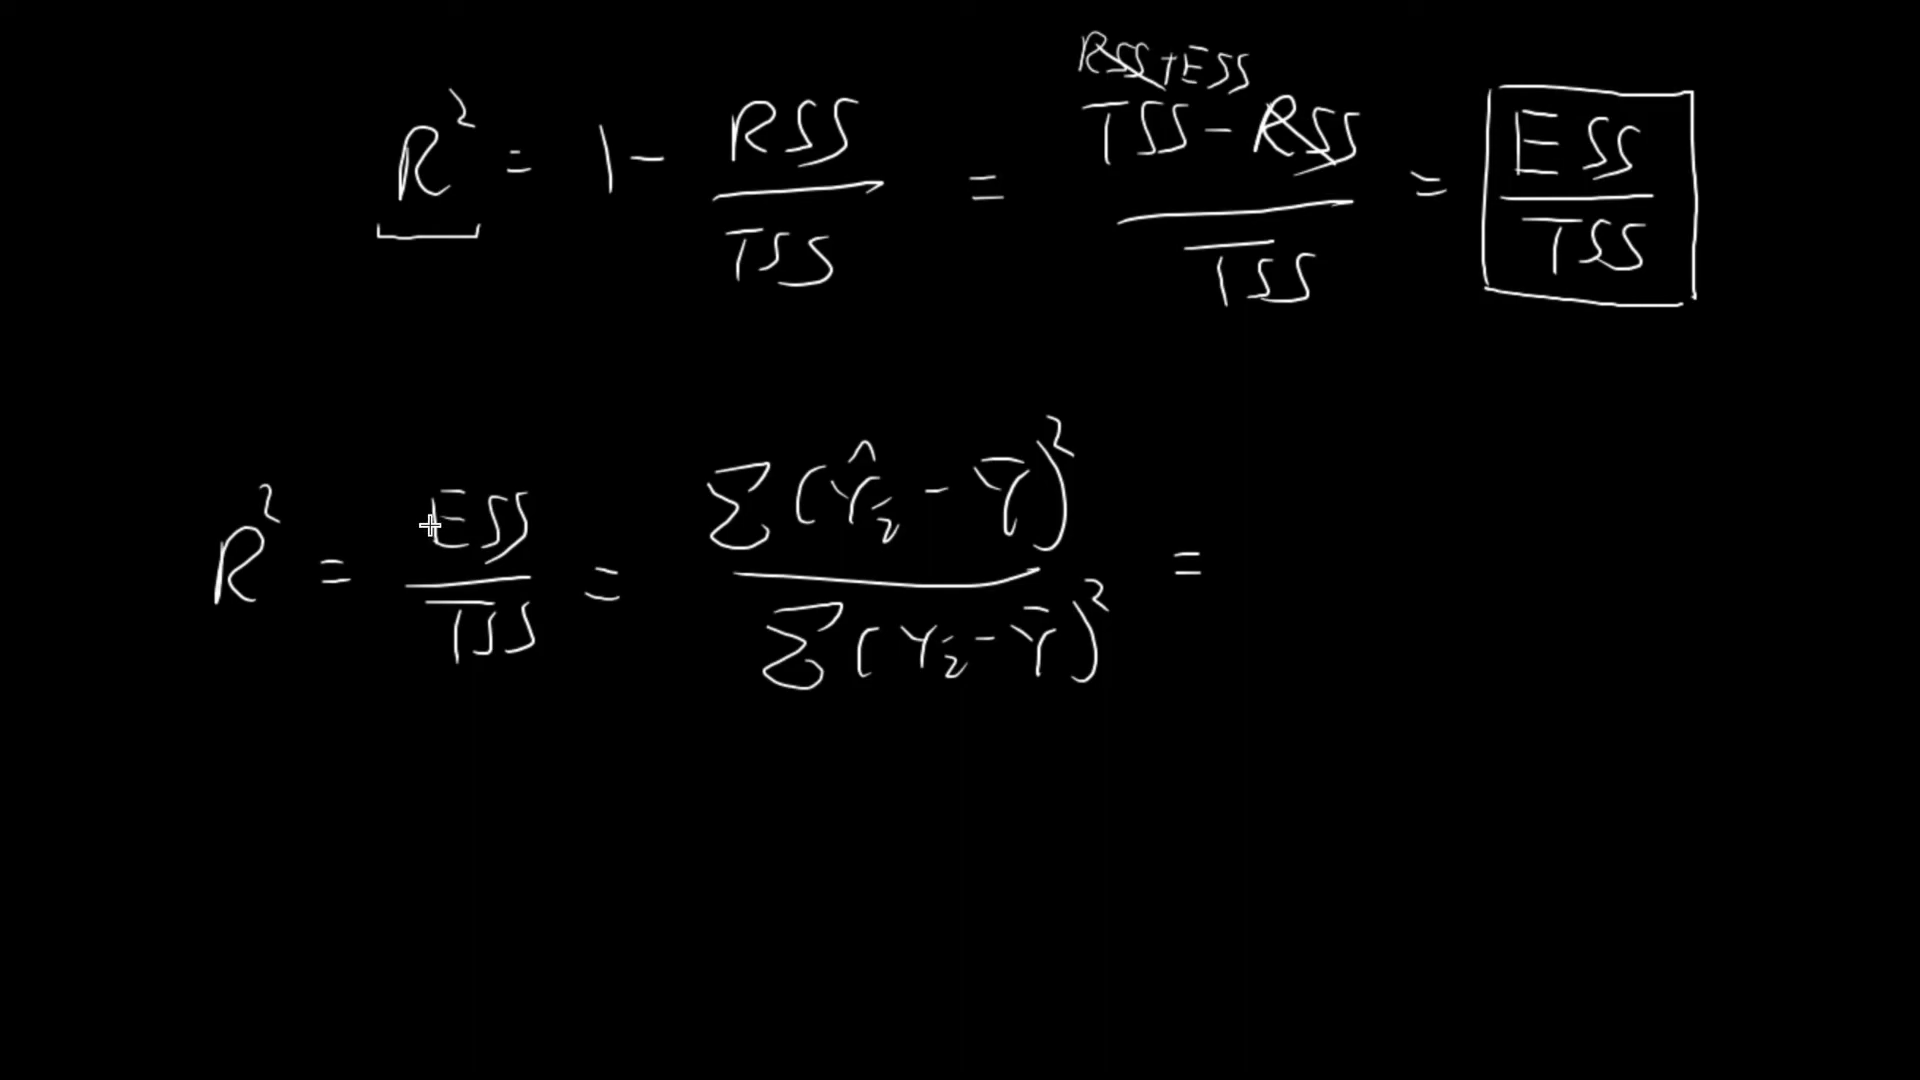 RSS+ESS
R² = 1 - RSS/TSS = (TSS - RSS)/TSS = ESS/TSS
R² = ESS/TSS = Σ(Ŷᵢ - Ȳ)²/Σ(Yᵢ - Ȳ)² =